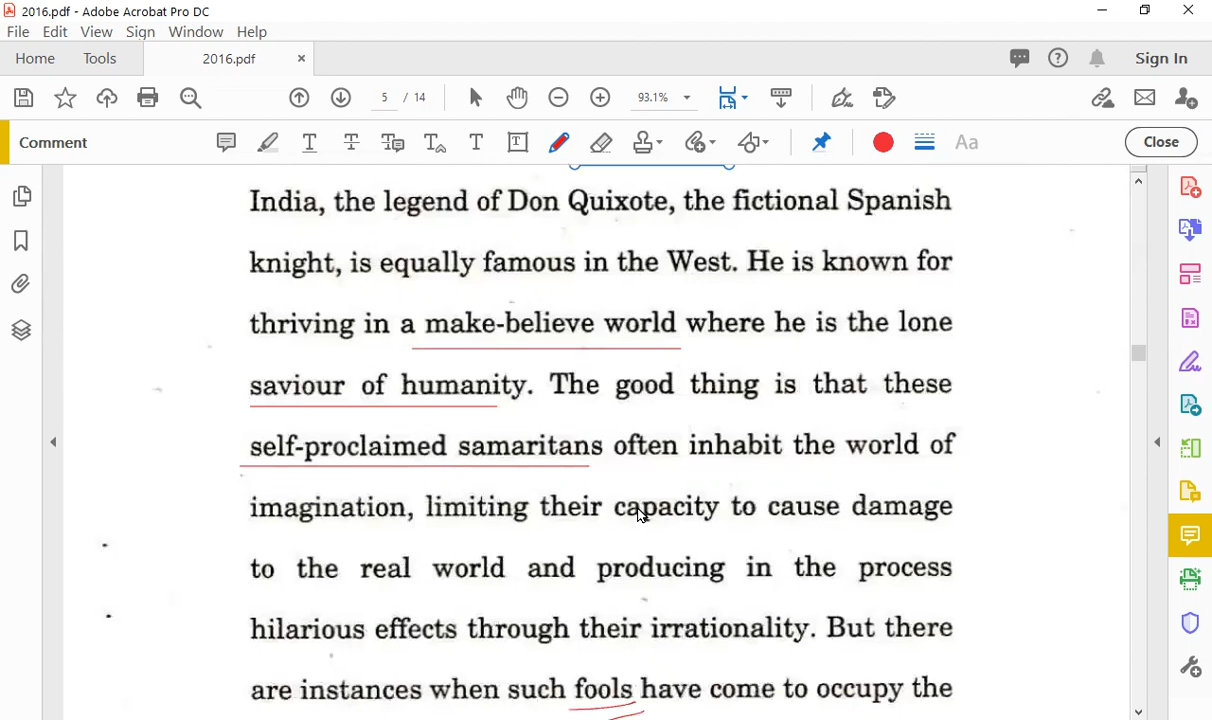 2016.pdf - Adobe Acrobat Pro DC
File Edit View Sign Window Help
Home Tools 2016.pdf × Sign In
5 / 14 93.1%
Comment Aa Close
India, the legend of Don Quixote, the fictional Spanish
knight, is equally famous in the West. He is known for
thriving in a make-believe world where he is the lone
saviour of humanity. The good thing is that these
self-proclaimed samaritans often inhabit the world of
imagination, limiting their capacity to cause damage
to the real world and producing in the process
hilarious effects through their irrationality. But there
are instances when such fools have come to occupy the